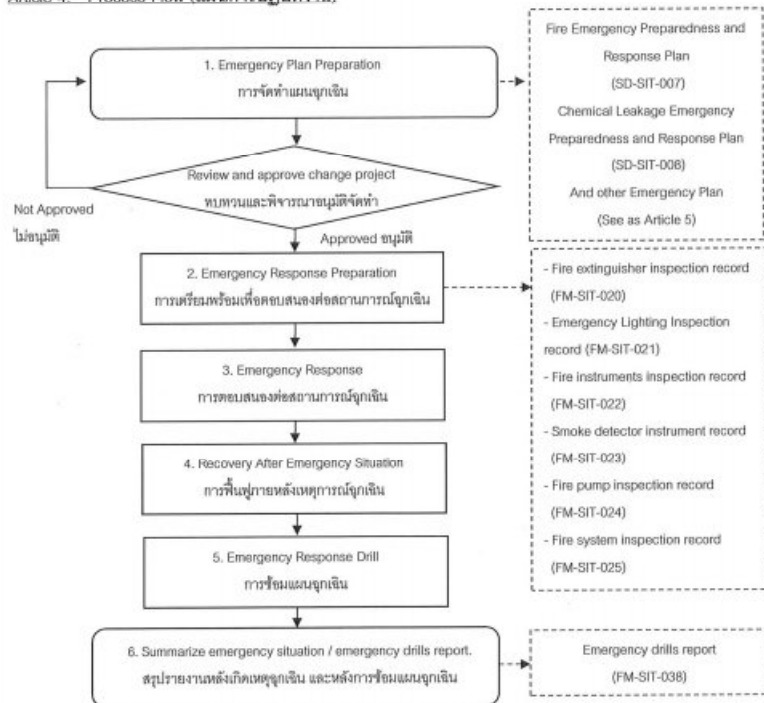 1. Emergency Plan Preparation
การจัดทำแผนฉุกเฉิน
Review and approve change project
ทบทวนและพิจารณาอนุมัติจัดทำ
Not Approved
ไม่อนุมัติ
Approved อนุมัติ
2. Emergency Response Preparation
การเตรียมพร้อมเพื่อตอบสนองต่อสถานการณ์ฉุกเฉิน
3. Emergency Response
การตอบสนองต่อสถานการณ์ฉุกเฉิน
4. Recovery After Emergency Situation
การฟื้นฟูภายหลังเหตุการณ์ฉุกเฉิน
5. Emergency Response Drill
การซ้อมแผนฉุกเฉิน
6. Summarize emergency situation / emergency drills report.
สรุปรายงานหลังเกิดเหตุฉุกเฉิน และหลังการซ้อมแผนฉุกเฉิน
Fire Emergency Preparedness and
Response Plan
(SD-SIT-007)
Chemical Leakage Emergency
Preparedness and Response Plan
(SD-SIT-008)
And other Emergency Plan
(See as Article 5)
- Fire extinguisher inspection record
(FM-SIT-020)
- Emergency Lighting Inspection
record (FM-SIT-021)
- Fire instruments inspection record
(FM-SIT-022)
- Smoke detector instrument record
(FM-SIT-023)
- Fire pump inspection record
(FM-SIT-024)
- Fire system inspection record
(FM-SIT-025)
Emergency drills report
(FM-SIT-038)